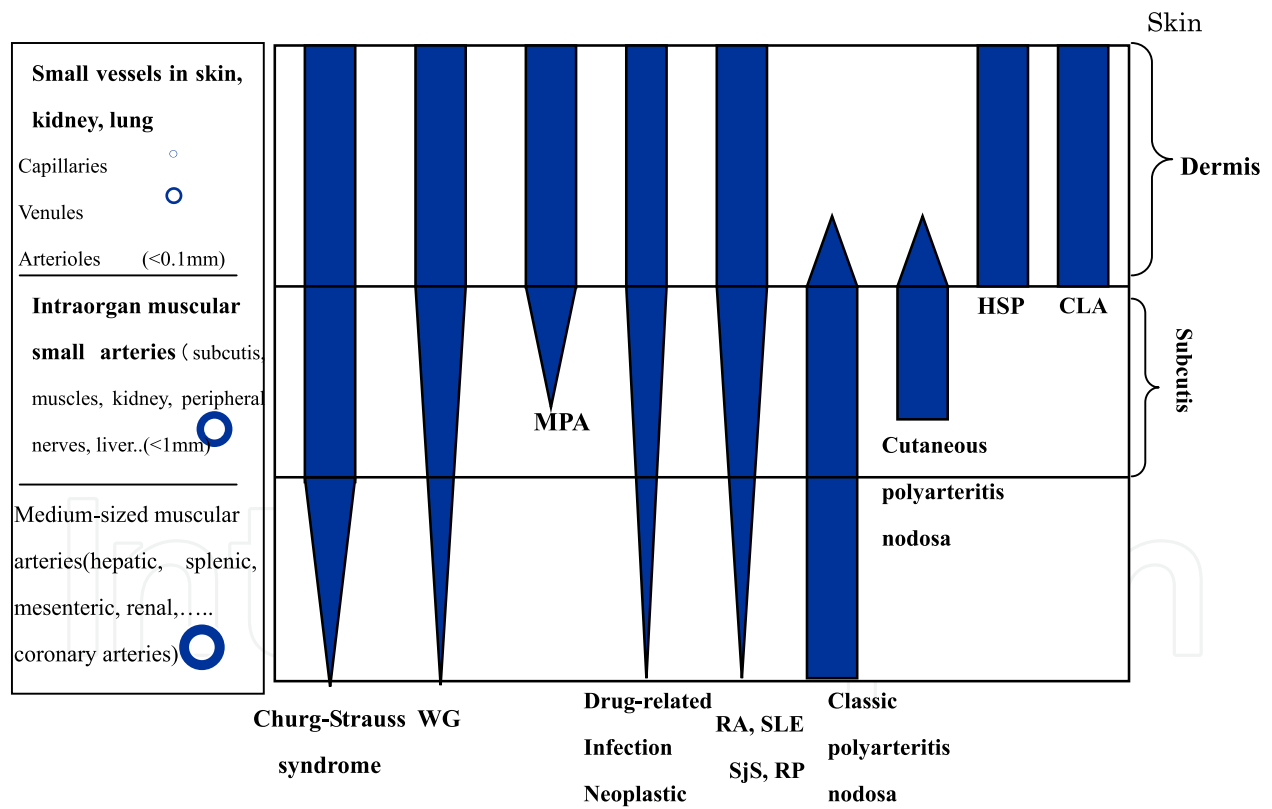 Skin
Small vessels in skin,
kidney, lung
Capillaries
Venules
Arterioles (<0.1mm)
Intraorgan muscular
small arteries ( subcutis,
muscles, kidney, peripheral
nerves, liver..(<1mm)
Medium-sized muscular
arteries(hepatic, splenic,
mesenteric, renal,…..
coronary arteries)
Dermis
HSP
CLA
Subcutis
MPA
Cutaneous
polyarteritis
nodosa
Churg-Strauss
syndrome
WG
Drug-related
Infection
Neoplastic
RA, SLE
SjS, RP
Classic
polyarteritis
nodosa